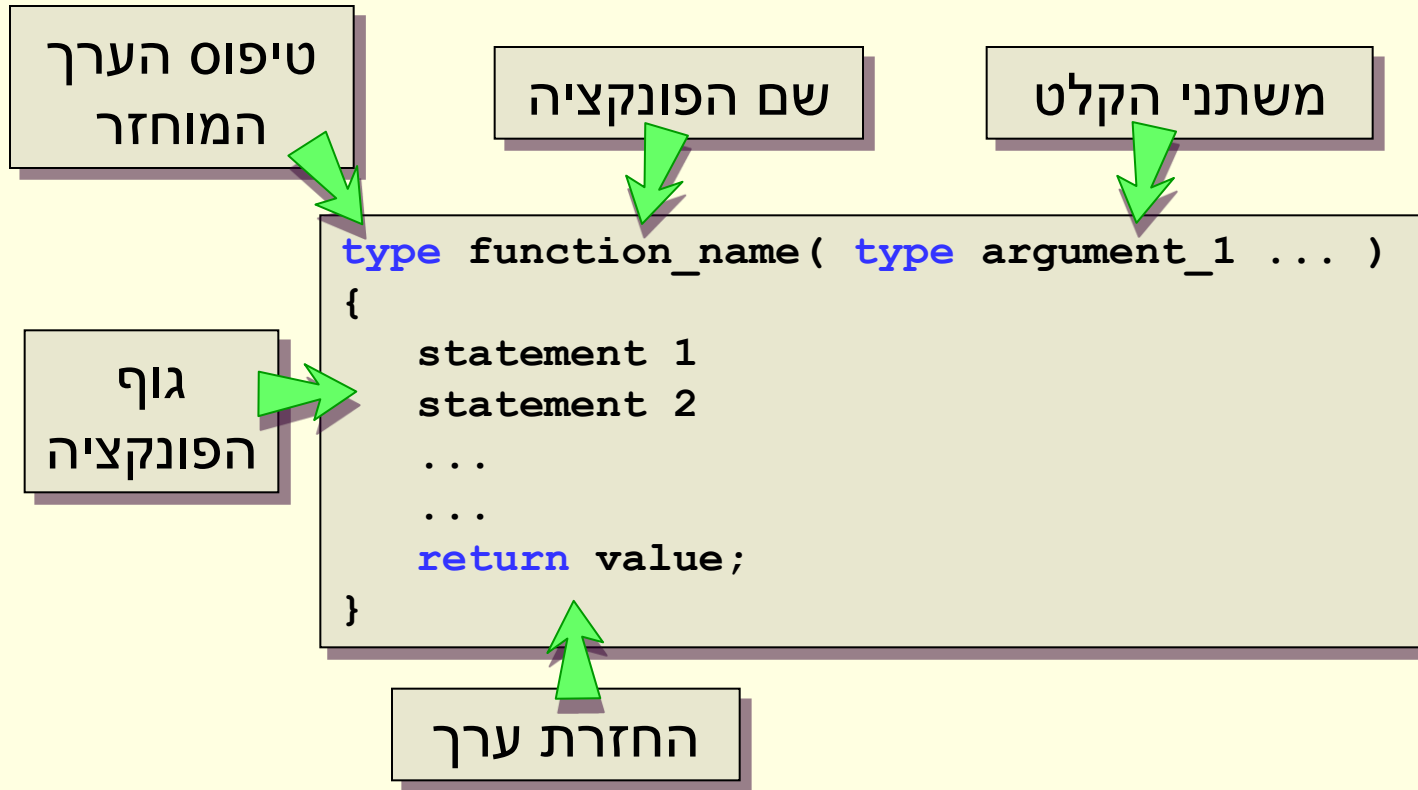 טיפוס הערך
המוחזר
שם הפונקציה
משתני הקלט
type function_name( type argument_1 ... )
{
statement 1
statement 2
...
...
return value;
}
גוף
הפונקציה
החזרת ערך